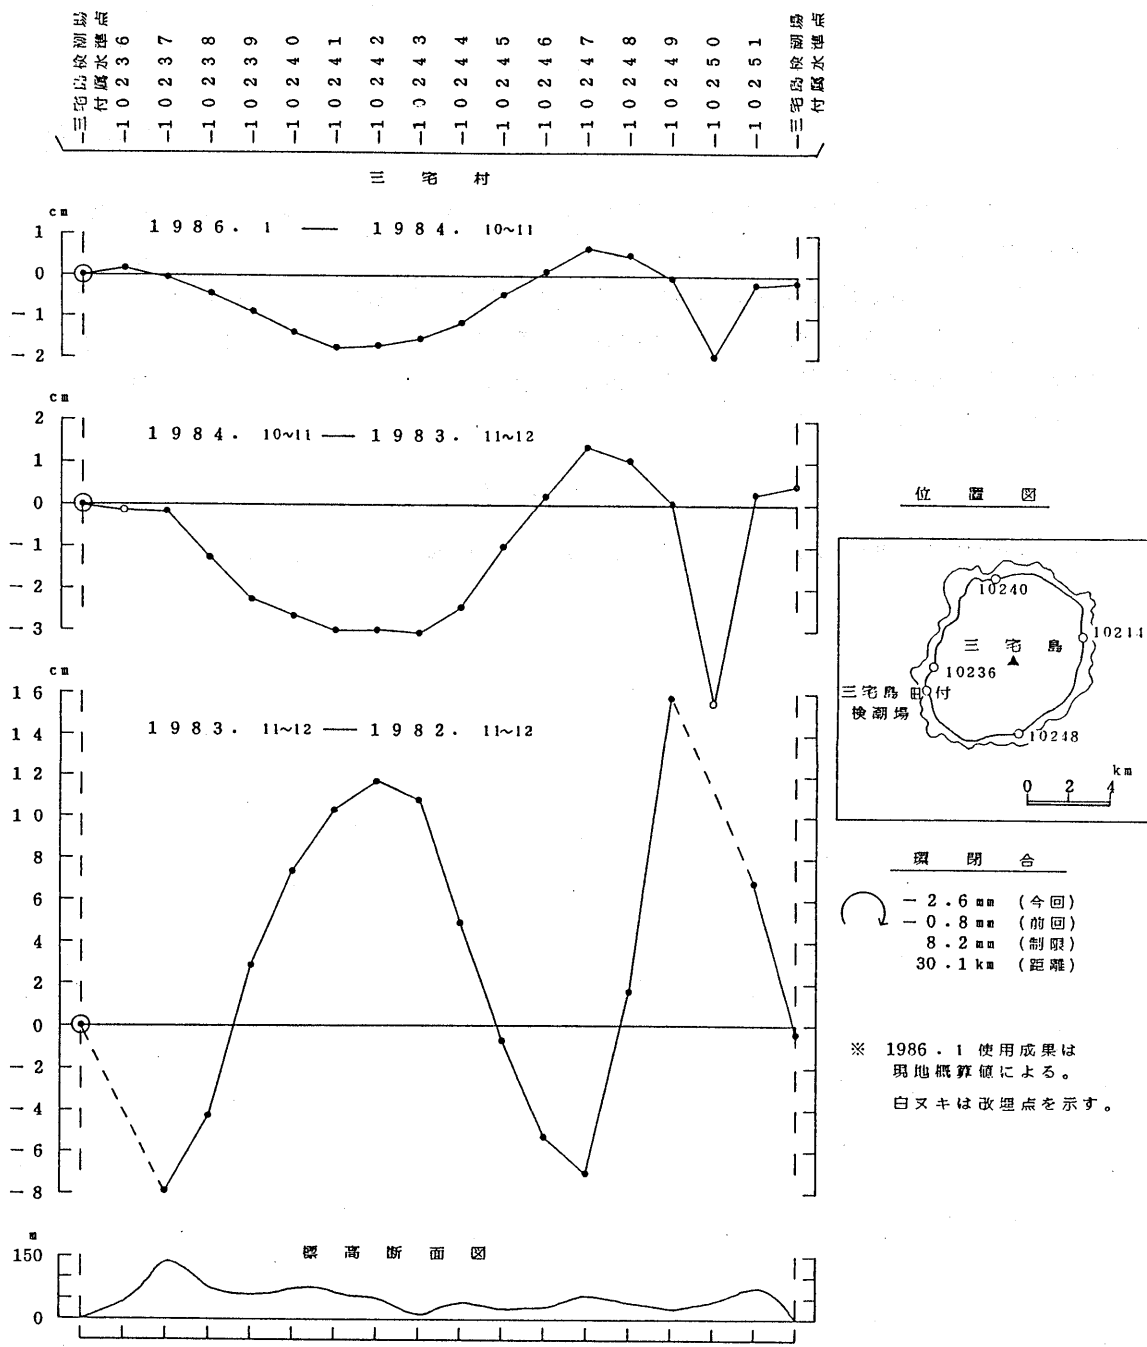 三宅島検潮場
付属水準点
10236
10237
10238
10239
10240
10241
10242
10243
10244
10245
10246
10247
10248
10249
10250
10251
三宅島検潮場
付属水準点
三宅村
cm
1986. 1 — 1984. 10~11
1
0
-1
-2
cm
1984. 10~11 — 1983. 11~12
2
1
0
-1
-2
-3
cm
1983. 11~12 — 1982. 11~12
16
14
12
10
8
6
4
2
0
-2
-4
-6
-8
m
標高断面図
150
0
位置図
10240
三宅島
10214
10236
三宅島 付
検潮場
10248
km
0 2 4
環閉合
-2.6mm (今回)
-0.8mm (前回)
8.2mm (制限)
30.1km (距離)
※ 1986.1 使用成果は
現地概算値による。
白ヌキは改埋点を示す。